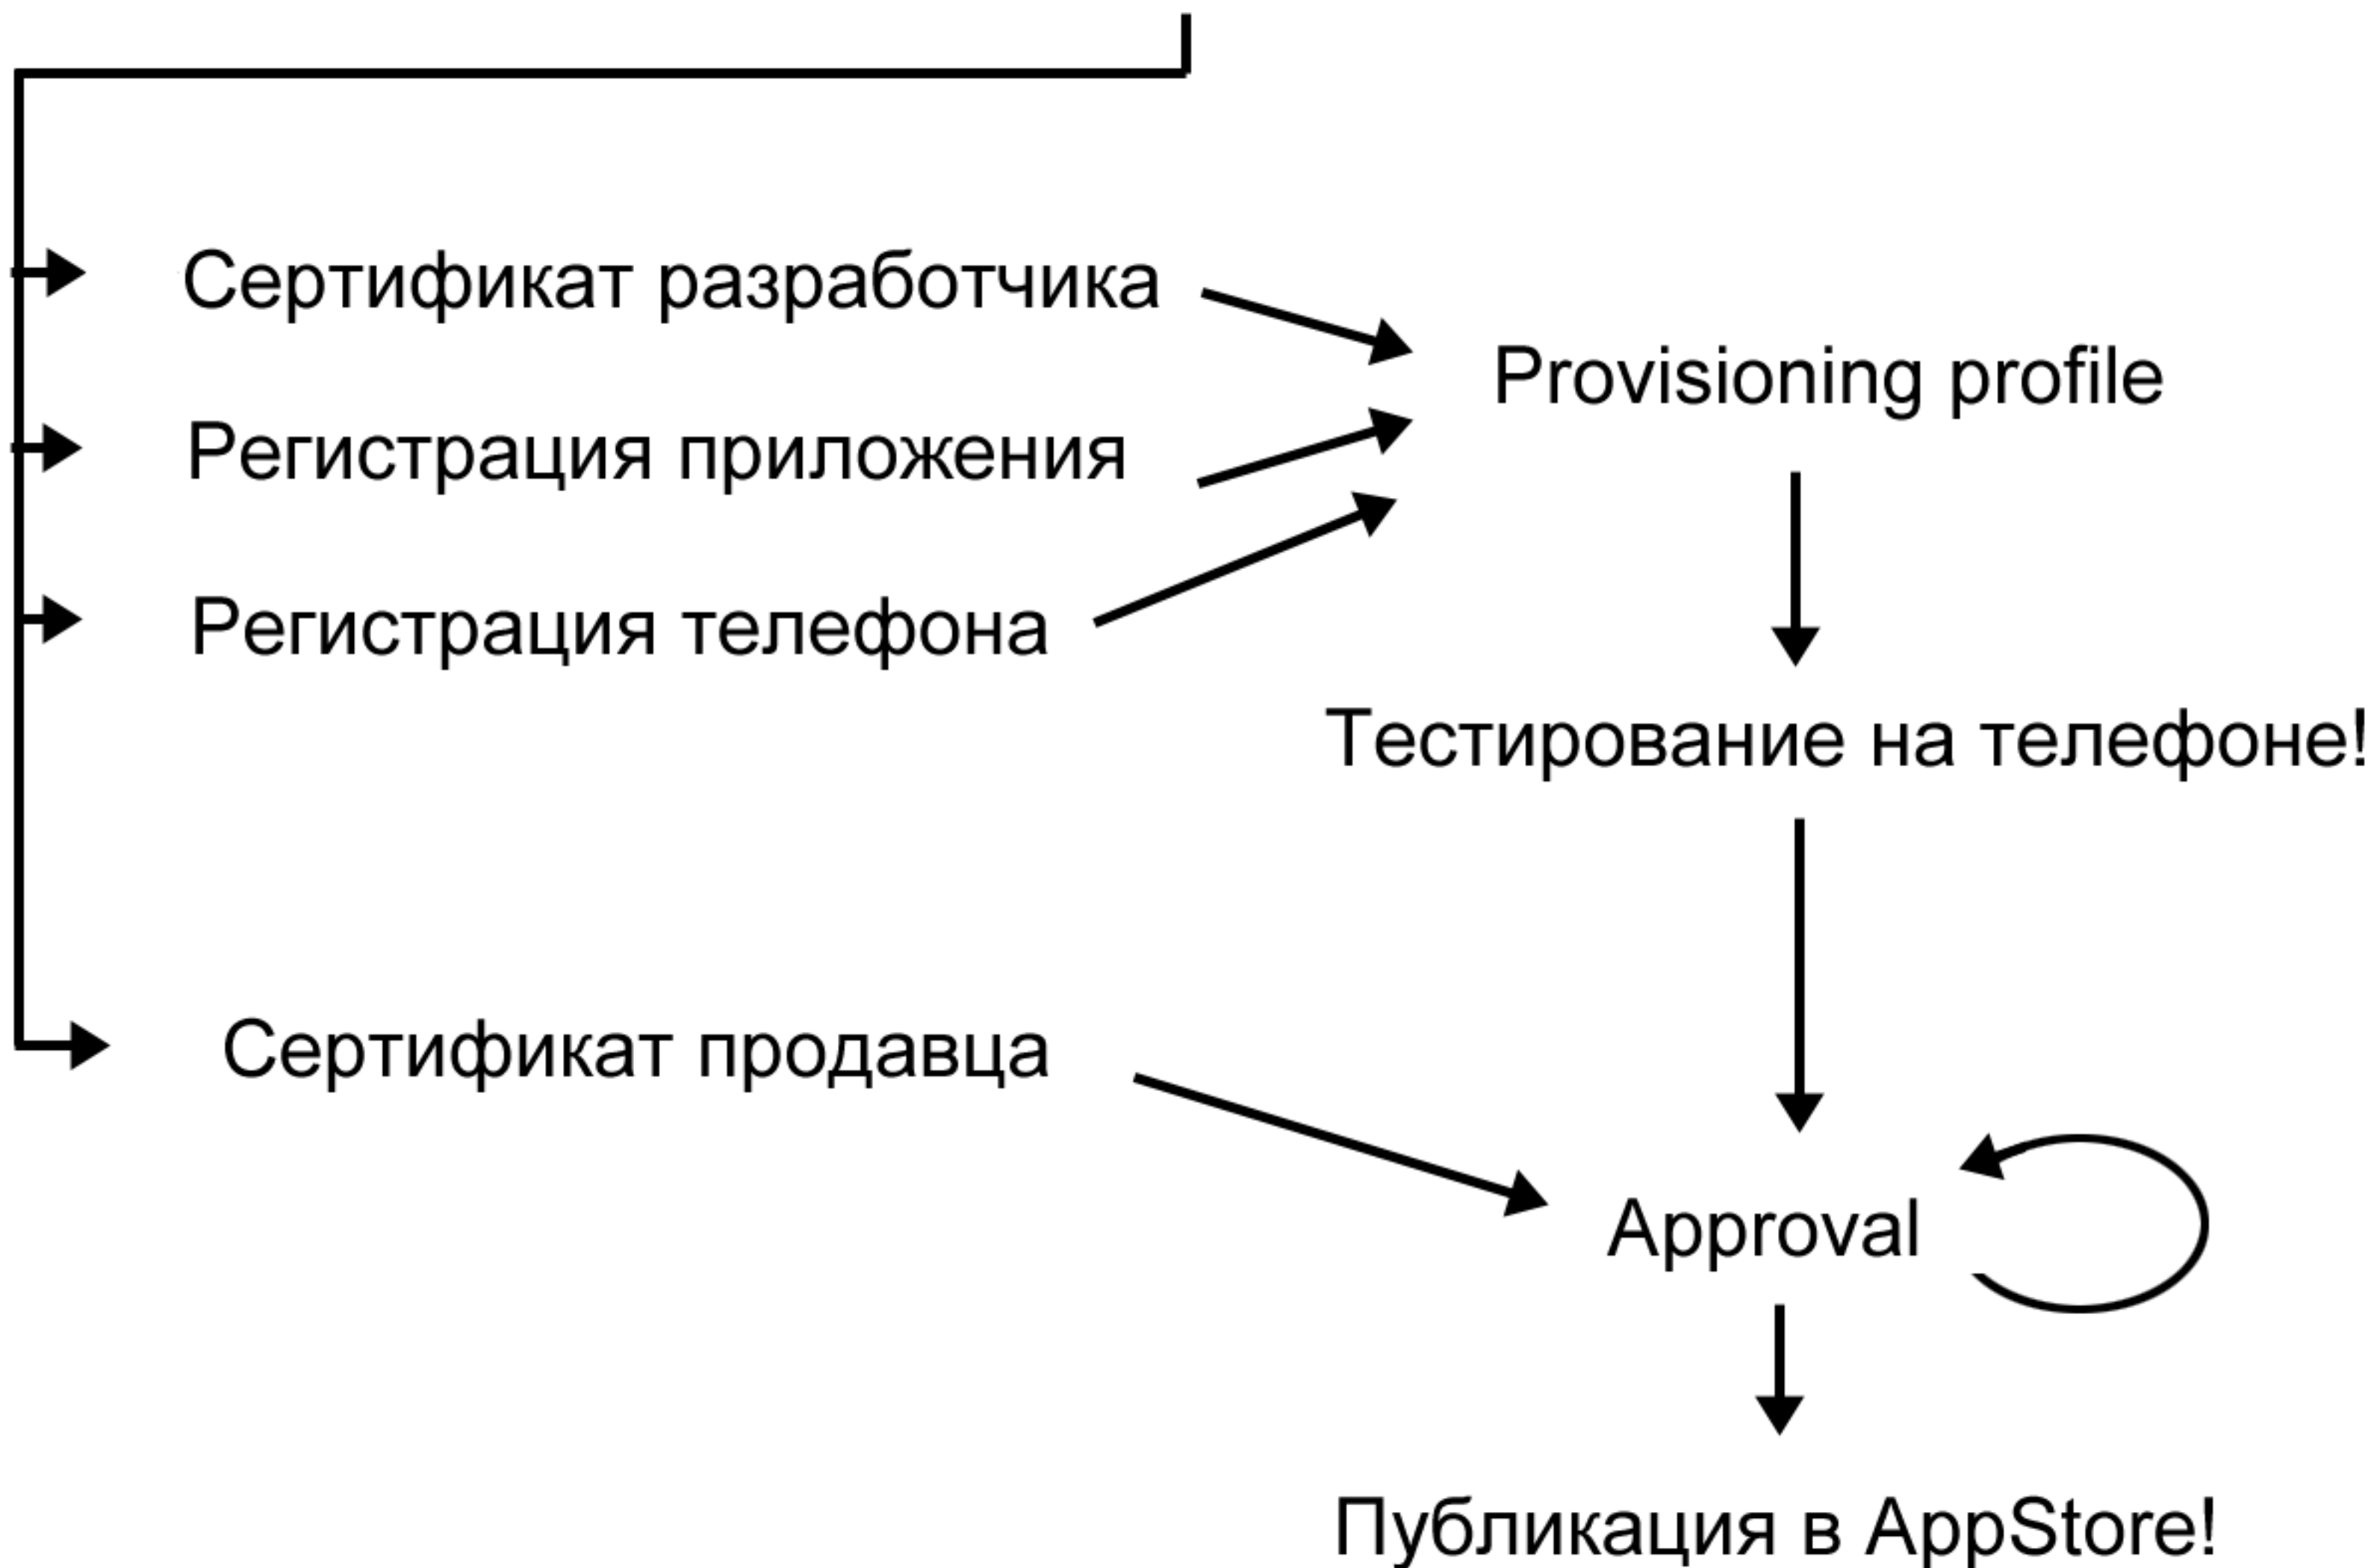 Сертификат разработчика
Provisioning profile
Регистрация приложения
Регистрация телефона
Тестирование на телефоне!
Сертификат продавца
Approval
Публикация в AppStore!